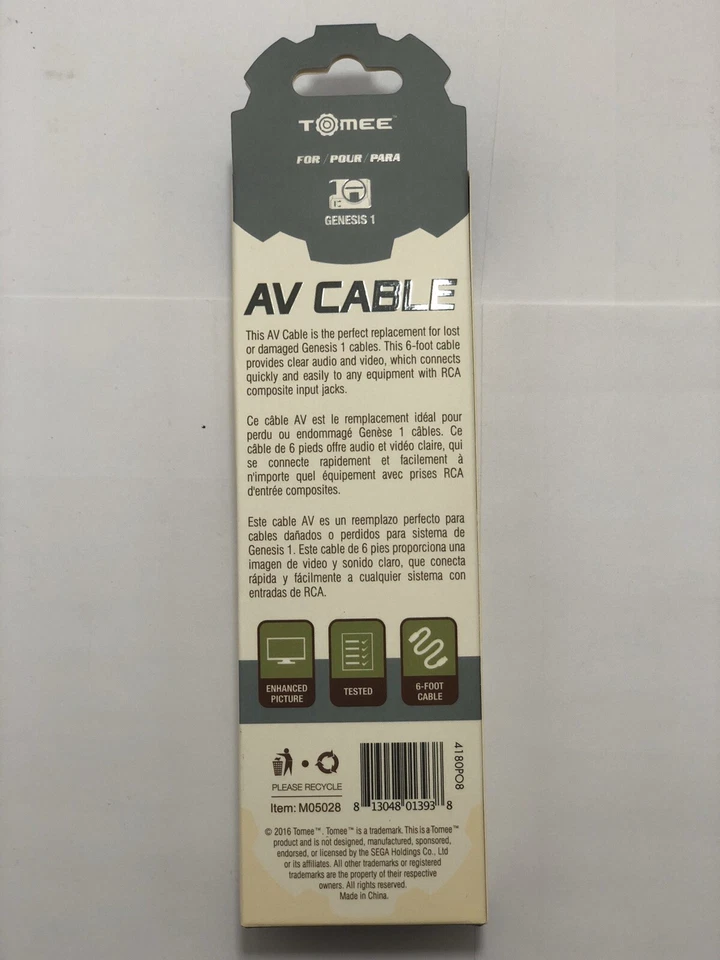 TOMEE™
FOR / POUR / PARA
GENESIS 1
AV CABLE
This AV Cable is the perfect replacement for lost
or damaged Genesis 1 cables. This 6-foot cable
provides clear audio and video, which connects
quickly and easily to any equipment with RCA
composite input jacks.
Ce câble AV est le remplacement idéal pour
perdu ou endommagé Genèse 1 câbles. Ce
câble de 6 pieds offre audio et vidéo claire, qui
se connecte rapidement et facilement à
n'importe quel équipement avec prises RCA
d'entrée composites.
Este cable AV es un reemplazo perfecto para
cables dañados o perdidos para sistema de
Genesis 1. Este cable de 6 pies proporciona una
imagen de video y sonido claro, que conecta
rápida y fácilmente a cualquier sistema con
entradas de RCA.
ENHANCED
PICTURE
TESTED
6-FOOT
CABLE
PLEASE RECYCLE
Item: M05028
8 13048 01393 8
4180PO8
© 2016 Tomee™. Tomee™ is a trademark. This is a Tomee™
product and is not designed, manufactured, sponsored,
endorsed, or licensed by the SEGA Holdings Co., Ltd
or its affiliates. All other trademarks or registered
trademarks are the property of their respective
owners. All rights reserved.
Made in China.